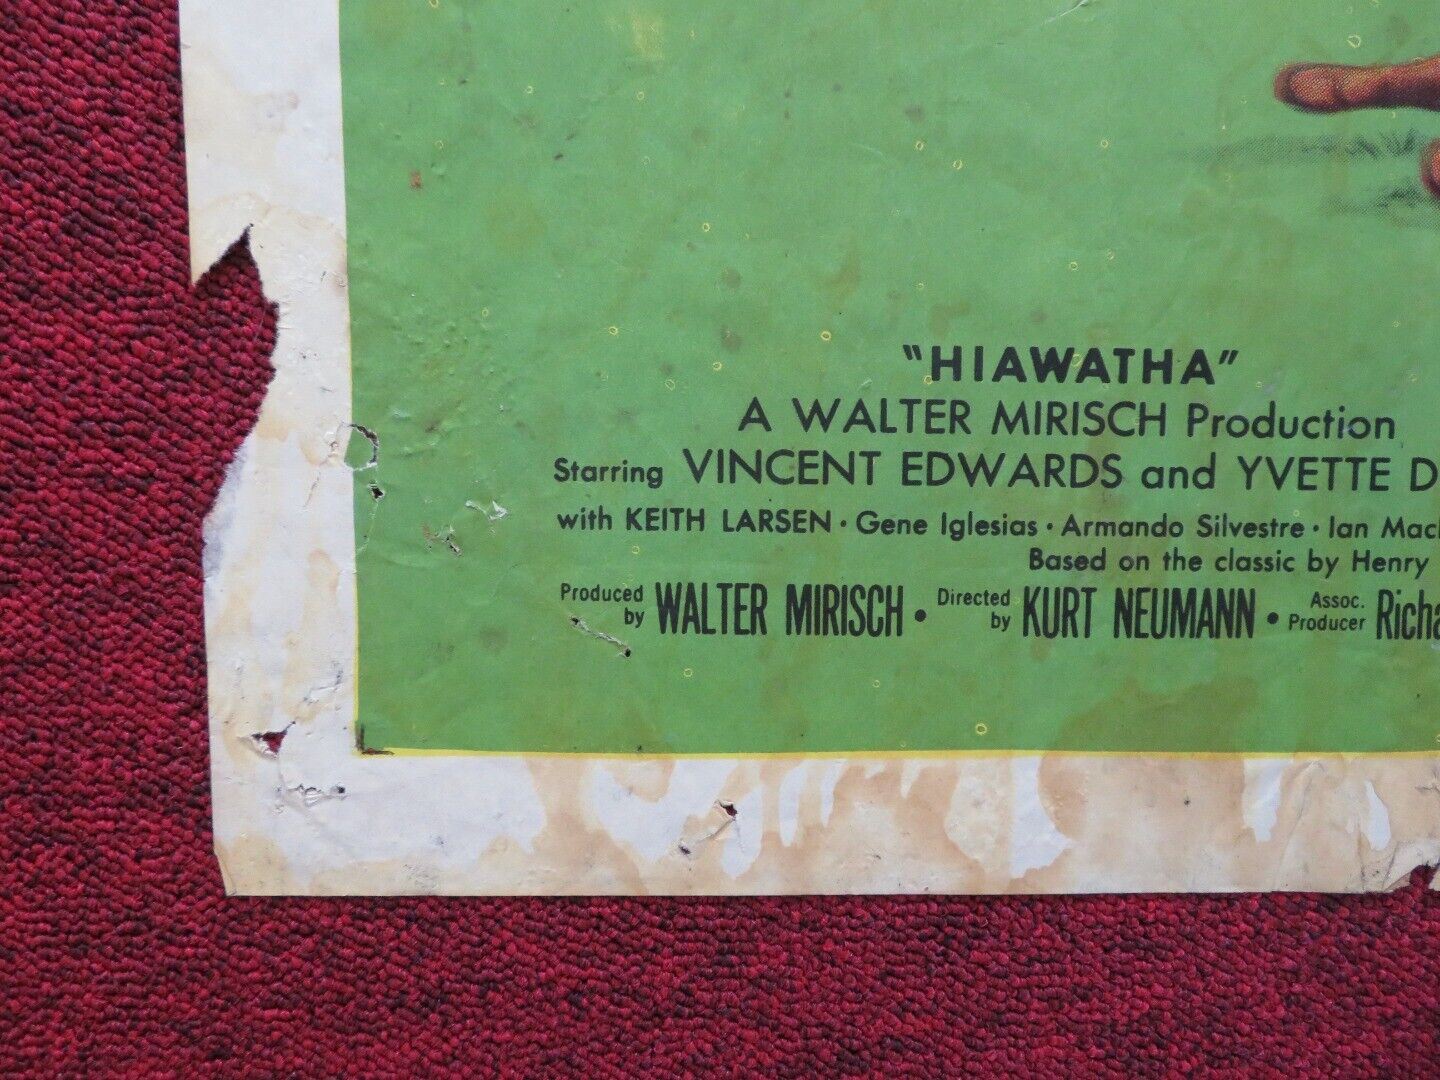 "HIAWATHA"
A WALTER MIRISCH Production
Starring VINCENT EDWARDS and YVETTE D
with KEITH LARSEN · Gene Iglesias · Armando Silvestre · Ian Mac
Based on the classic by Henry
Produced by WALTER MIRISCH · Directed by KURT NEUMANN · Assoc. Producer Richa